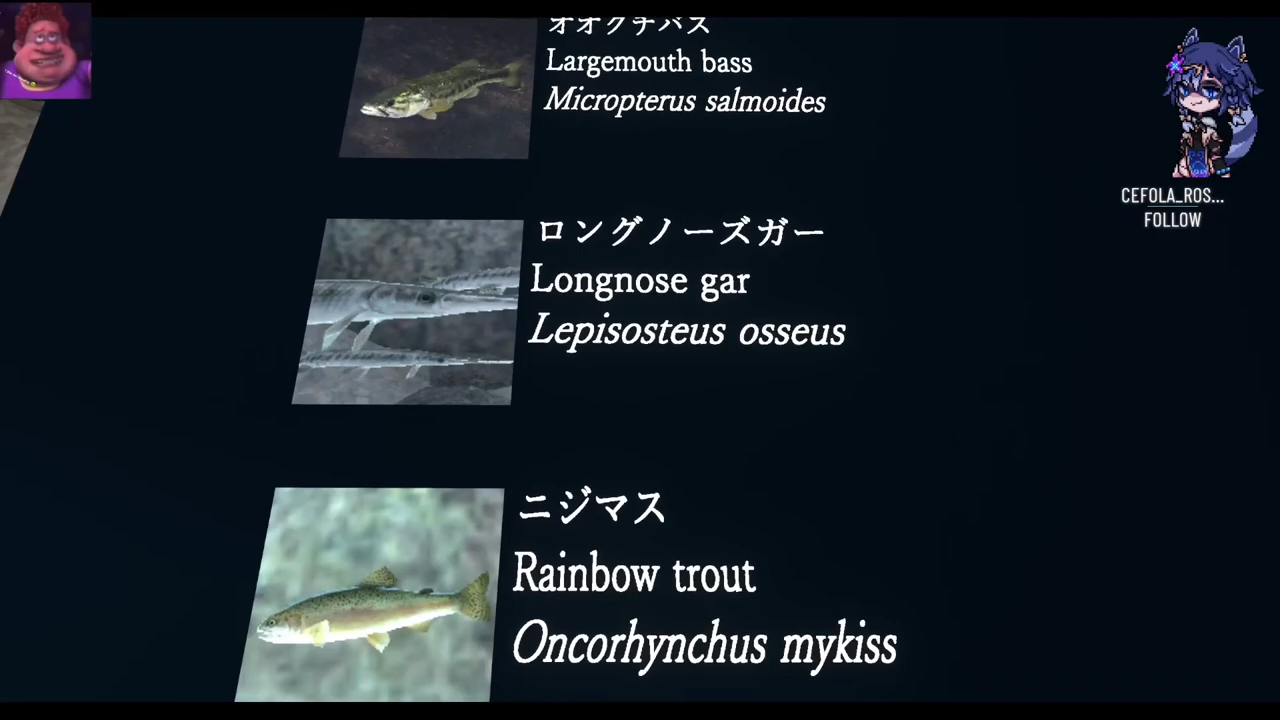 オオクチバス
Largemouth bass
Micropterus salmoides
ロングノーズガー
Longnose gar
Lepisosteus osseus
ニジマス
Rainbow trout
Oncorhynchus mykiss
CEFOLA_ROS...
FOLLOW